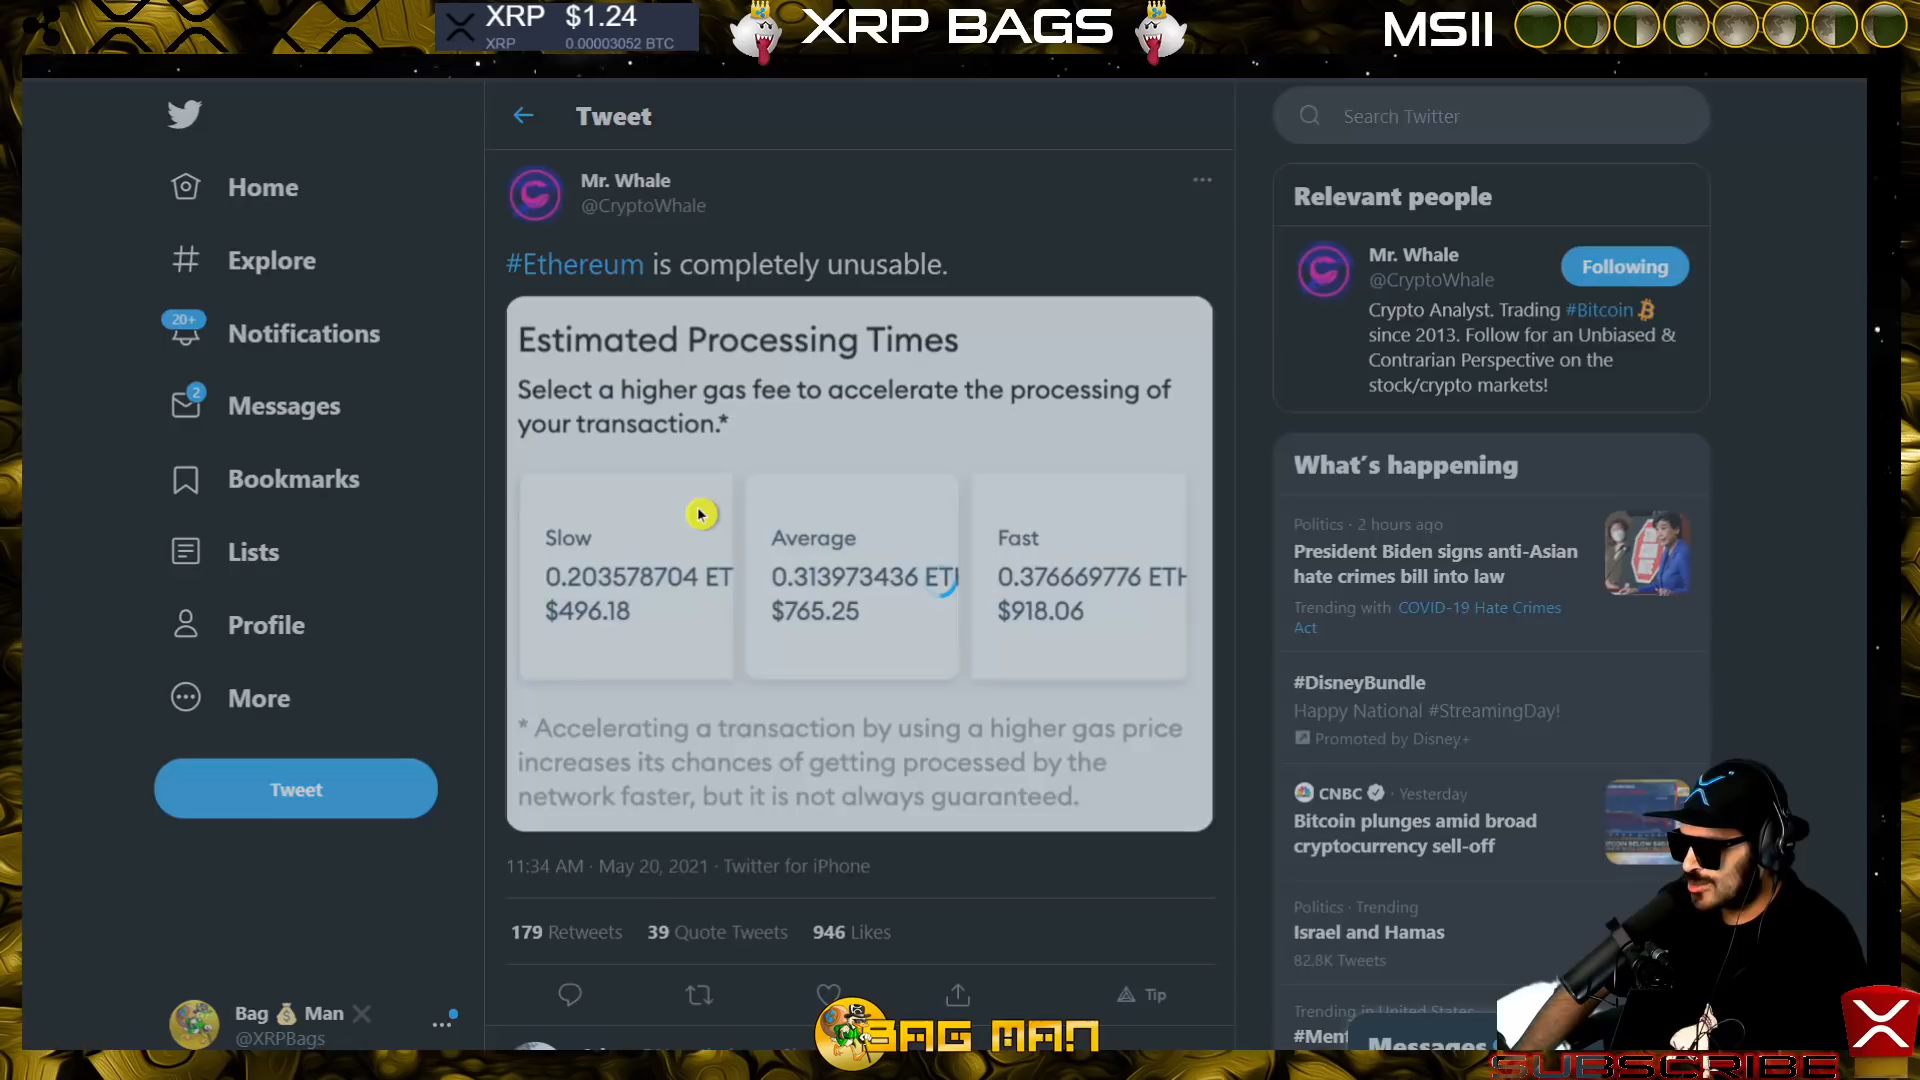 XRP $1.24
XRP 0.00003052 BTC
XRP BAGS
MSII
Home
Explore
20+
Notifications
2
Messages
Bookmarks
Lists
Profile
More
Tweet
Bag Man
@XRPBags
Tweet
Mr. Whale
@CryptoWhale
#Ethereum is completely unusable.
Estimated Processing Times
Select a higher gas fee to accelerate the processing of
your transaction.*
Slow
0.203578704 ET
$496.18
Average
0.313973436 ETH
$765.25
Fast
0.376669776 ETH
$918.06
* Accelerating a transaction by using a higher gas price
increases its chances of getting processed by the
network faster, but it is not always guaranteed.
11:34 AM · May 20, 2021 · Twitter for iPhone
179 Retweets 39 Quote Tweets 946 Likes
Tip
BAG MAN
Search Twitter
Relevant people
Mr. Whale
@CryptoWhale
Following
Crypto Analyst. Trading #Bitcoin
since 2013. Follow for an Unbiased &
Contrarian Perspective on the
stock/crypto markets!
What's happening
Politics · 2 hours ago
President Biden signs anti-Asian
hate crimes bill into law
Trending with COVID-19 Hate Crimes
Act
#DisneyBundle
Happy National #StreamingDay!
Promoted by Disney+
CNBC · Yesterday
Bitcoin plunges amid broad
cryptocurrency sell-off
Politics · Trending
Israel and Hamas
82.8K Tweets
Trending in United States
#Ment
Messages
SUBSCRIBE